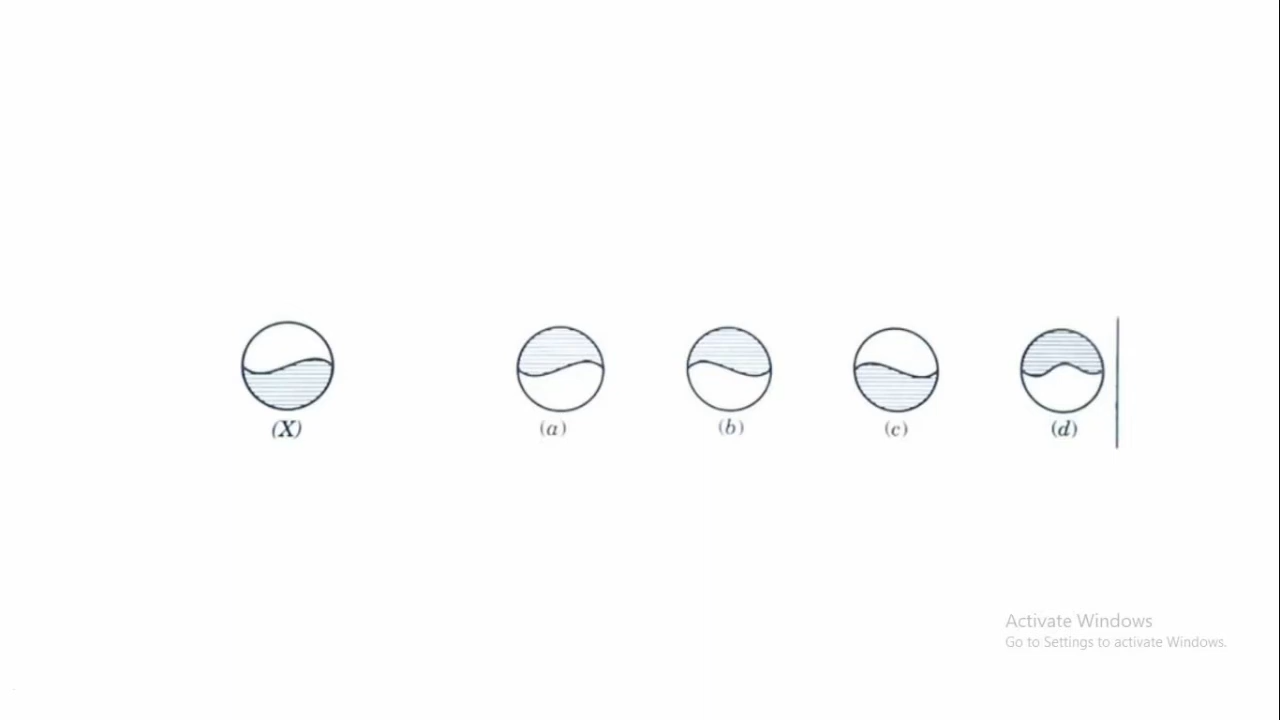 (X) (a) (b) (c) (d)
Activate Windows
Go to Settings to activate Windows.